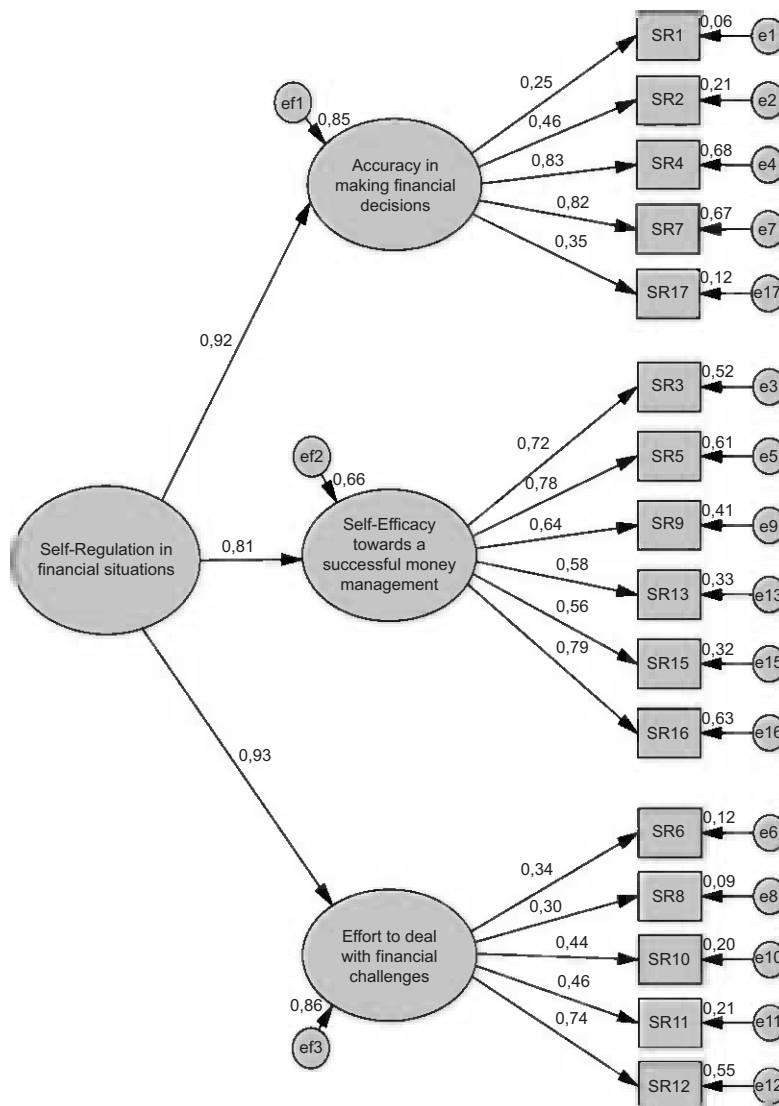 SR1
0,06
e1
0,25
SR2
0,21
e2
ef1
0,85
0,46
Accuracy in
making financial
decisions
0,83
SR4
0,68
e4
0,82
SR7
0,67
e7
0,35
SR17
0,12
e17
0,92
SR3
0,52
e3
0,72
ef2
0,66
SR5
0,61
e5
0,78
Self-Efficacy
towards a
successful money
management
0,64
SR9
0,41
e9
Self-Regulation in
financial situations
0,81
0,58
SR13
0,33
e13
0,56
SR15
0,32
e15
0,79
SR16
0,63
e16
0,93
SR6
0,12
e6
0,34
SR8
0,09
e8
0,30
Effort to deal
with financial
challenges
0,44
SR10
0,20
e10
0,46
SR11
0,21
e11
0,86
ef3
0,74
SR12
0,55
e12